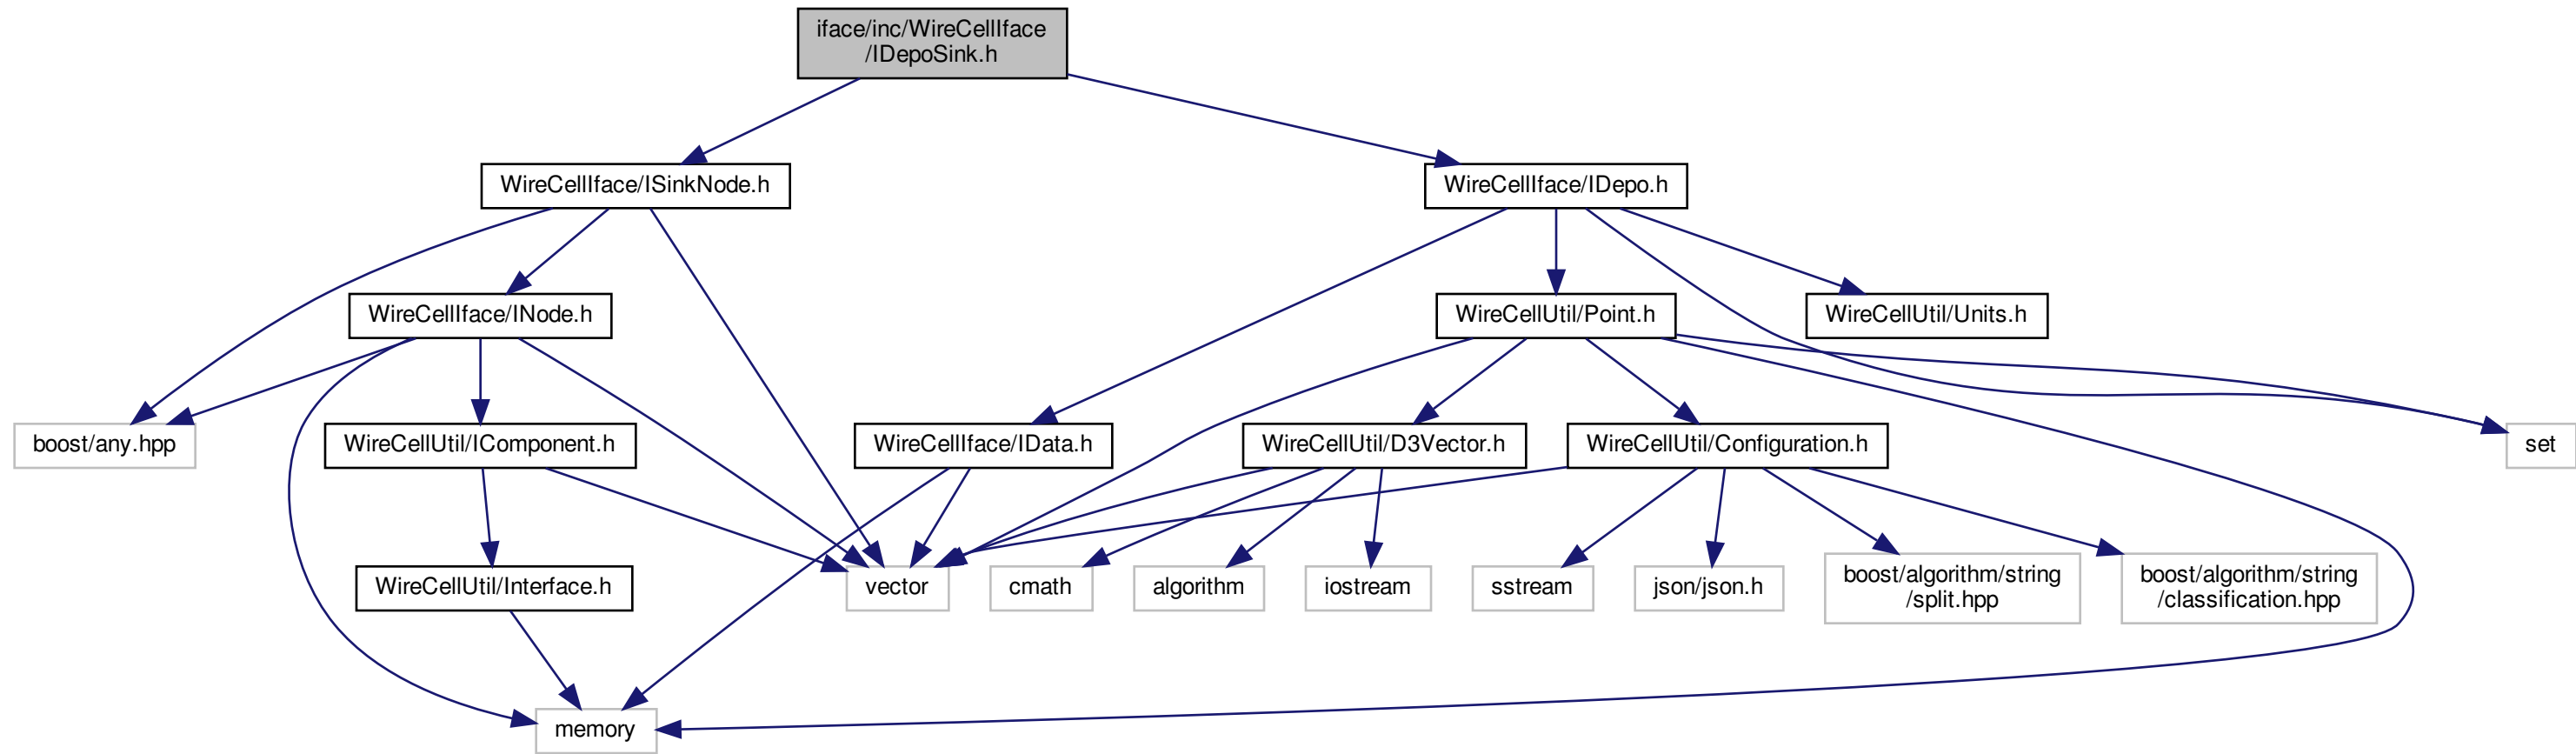 iface/inc/WireCellIface
/IDepoSink.h
WireCellIface/ISinkNode.h
WireCellIface/IDepo.h
WireCellIface/INode.h
WireCellUtil/Point.h
WireCellUtil/Units.h
boost/any.hpp
WireCellUtil/IComponent.h
WireCellIface/IData.h
WireCellUtil/D3Vector.h
WireCellUtil/Configuration.h
set
WireCellUtil/Interface.h
vector
cmath
algorithm
iostream
sstream
json/json.h
boost/algorithm/string
/split.hpp
boost/algorithm/string
/classification.hpp
memory